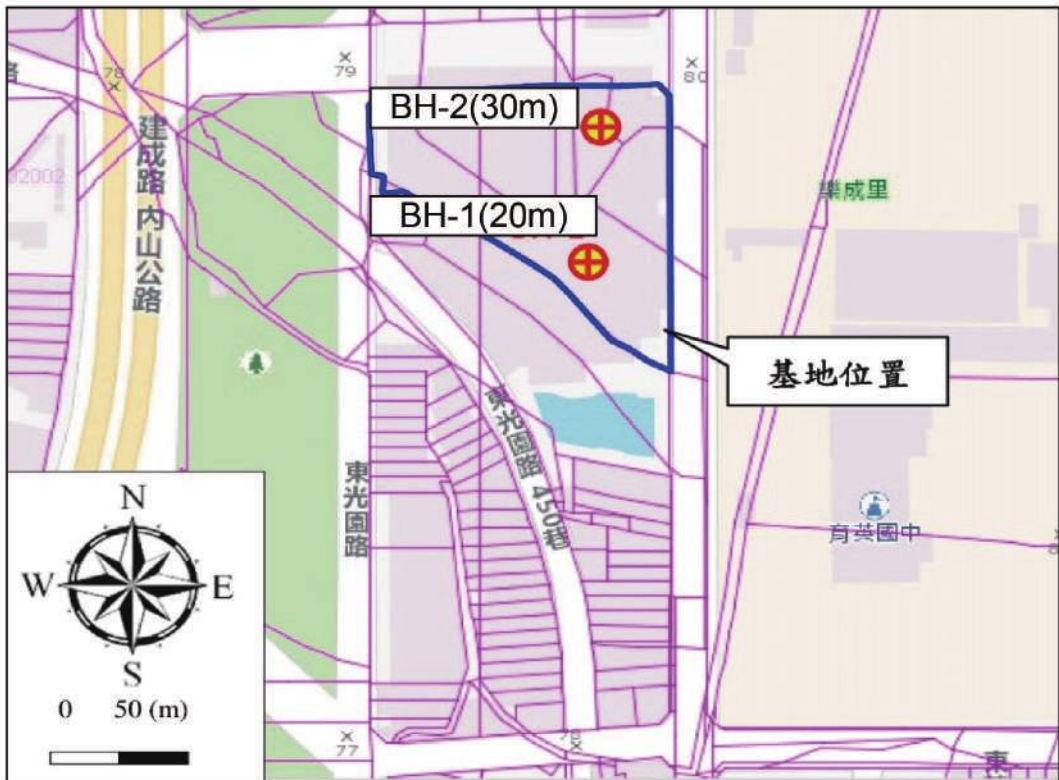 78
79
80
BH-2(30m)
建成路 內山公路
02002
樂成里
BH-1(20m)
基地位置
東光園路 450巷
東光園路
育英國中
N
W
E
S
0 50 (m)
77
78
東